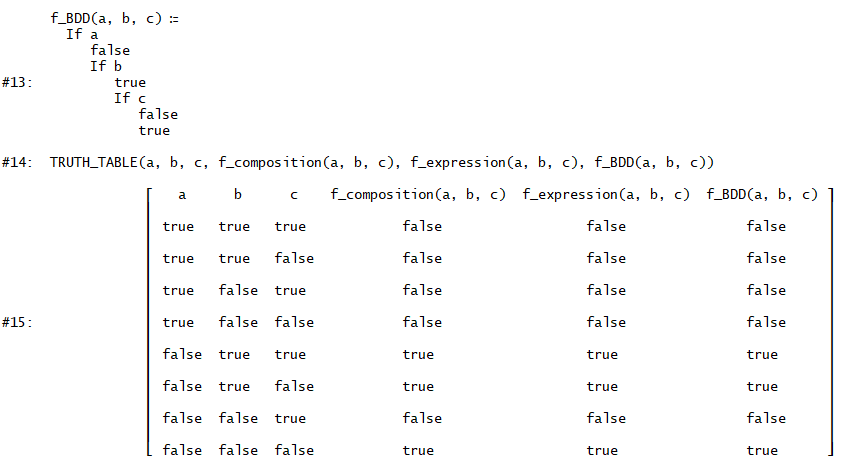 f_BDD(a, b, c) ≔
If a
false
If b
#13: true
If c
false
true
#14: TRUTH_TABLE(a, b, c, f_composition(a, b, c), f_expression(a, b, c), f_BDD(a, b, c))
a b c f_composition(a, b, c) f_expression(a, b, c) f_BDD(a, b, c)
true true true false false false
true true false false false false
true false true false false false
#15: true false false false false false
false true true true true true
false true false true true true
false false true false false false
false false false true true true